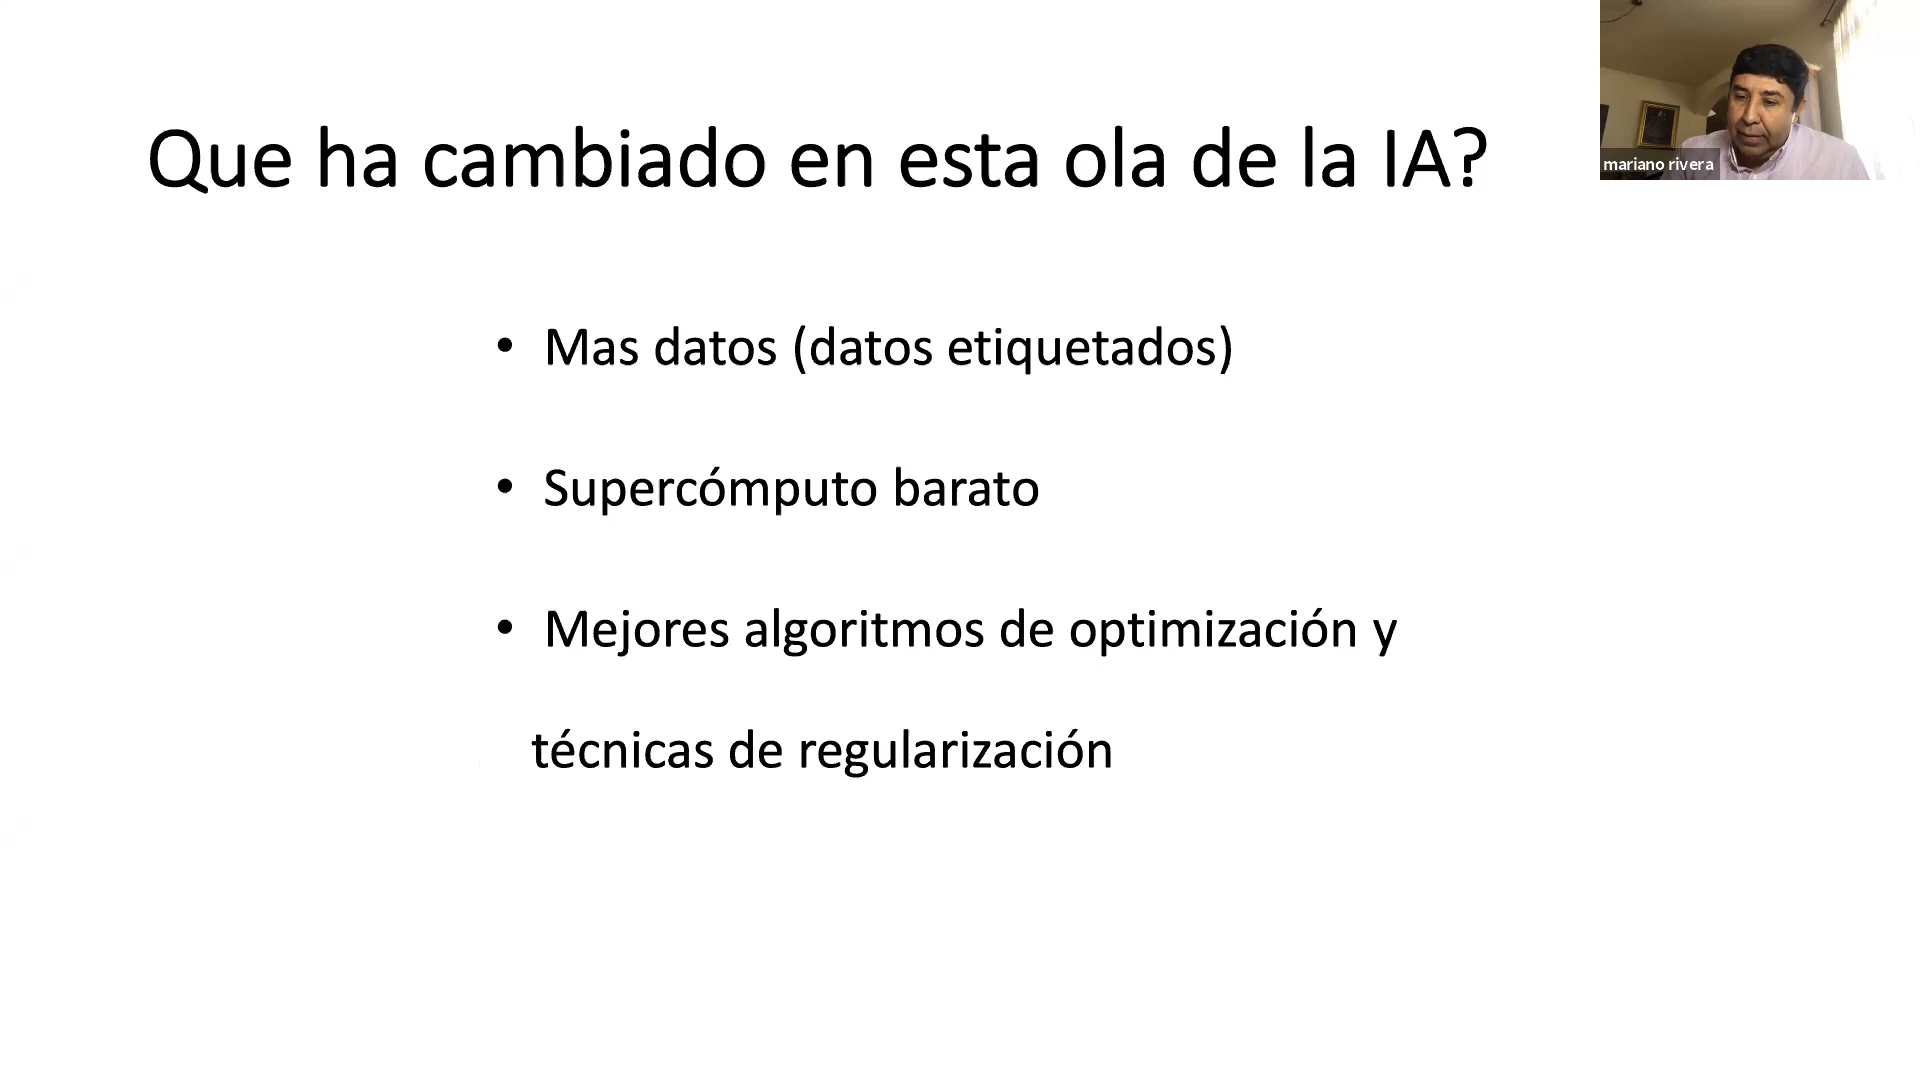 Que ha cambiado en esta ola de la IA?
mariano rivera
• Mas datos (datos etiquetados)
• Supercómputo barato
• Mejores algoritmos de optimización y
técnicas de regularización